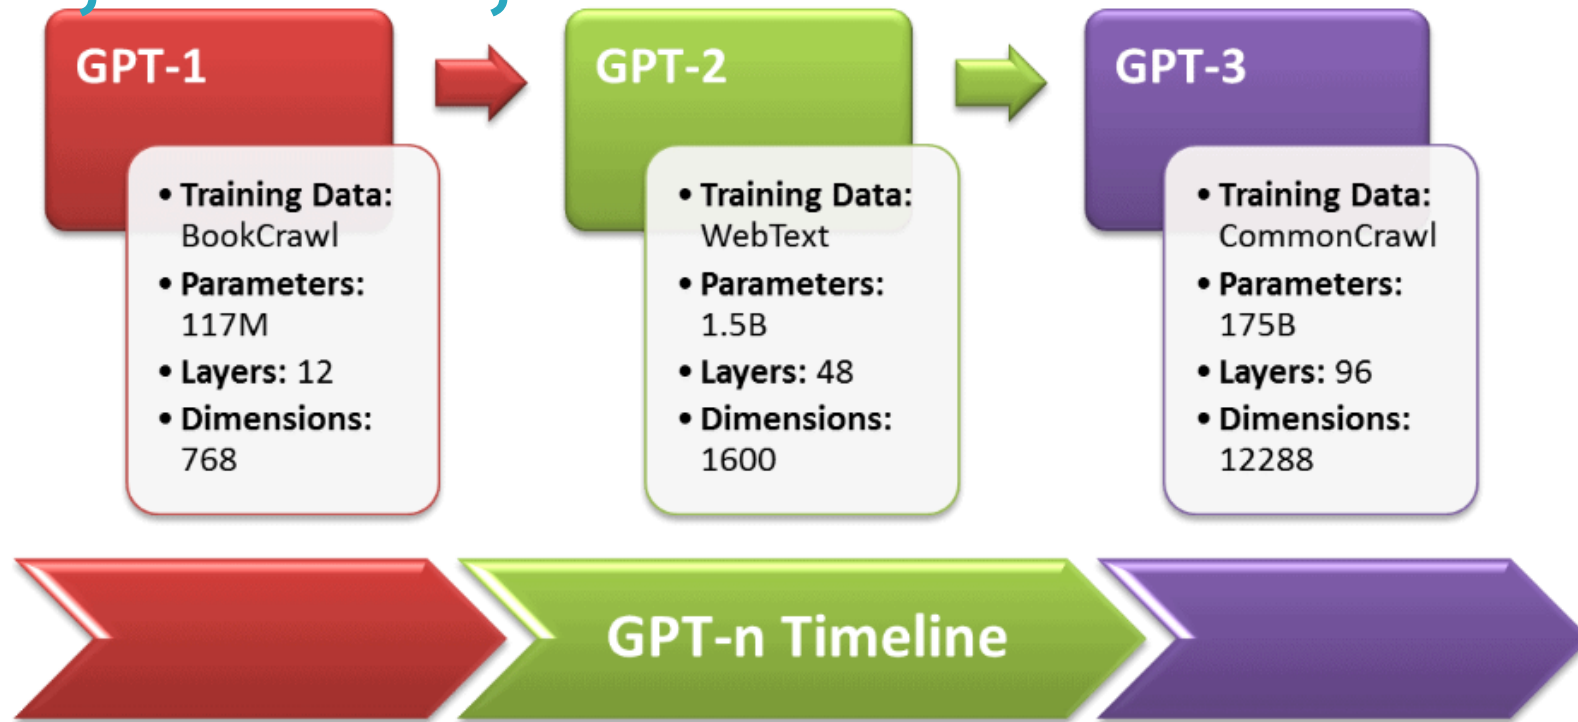 GPT-1
• Training Data:
BookCrawl
• Parameters:
117M
• Layers: 12
• Dimensions:
768
GPT-2
• Training Data:
WebText
• Parameters:
1.5B
• Layers: 48
• Dimensions:
1600
GPT-3
• Training Data:
CommonCrawl
• Parameters:
175B
• Layers: 96
• Dimensions:
12288
GPT-n Timeline